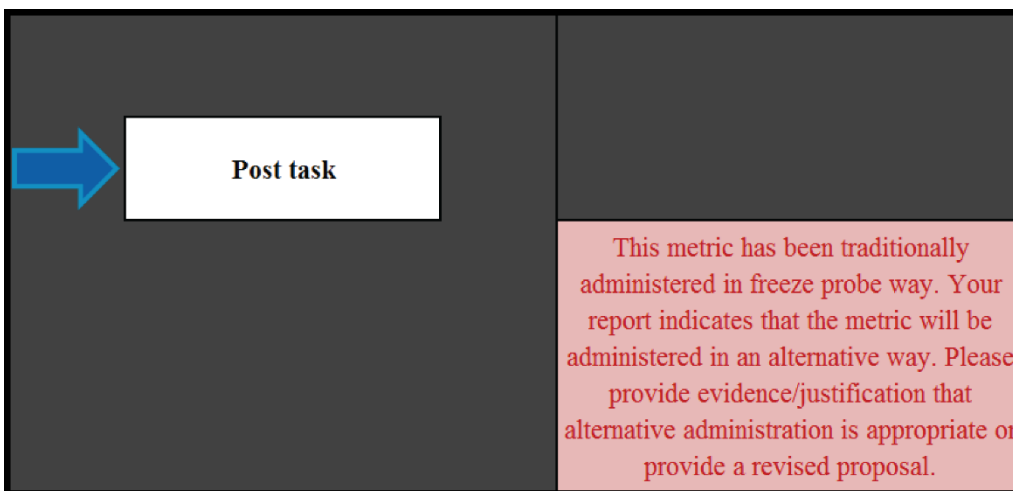 Post task
This metric has been traditionally
administered in freeze probe way. Your
report indicates that the metric will be
administered in an alternative way. Please
provide evidence/justification that
alternative administration is appropriate or
provide a revised proposal.